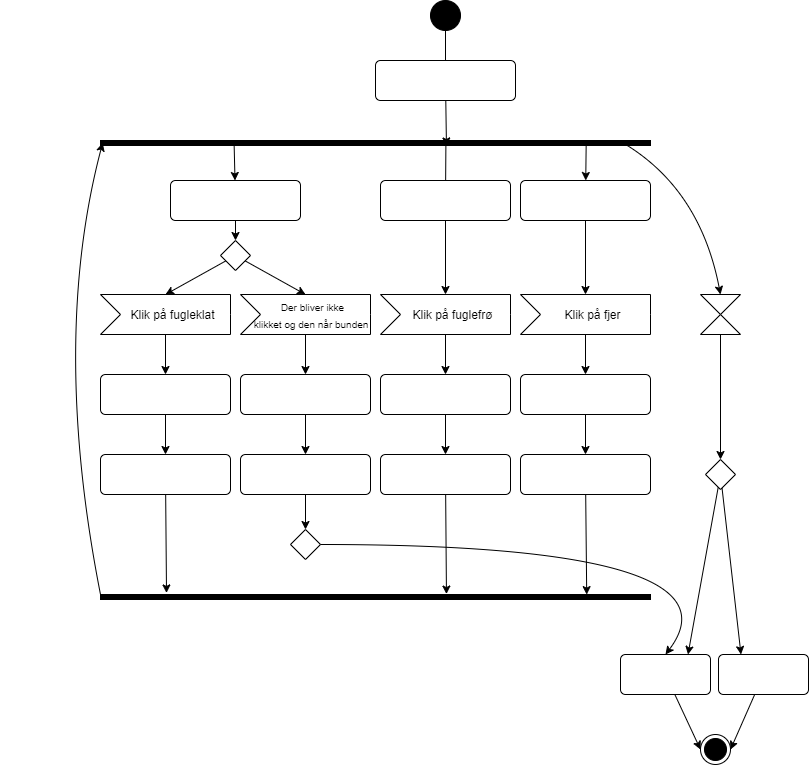 Klik på fugleklat
Der bliver ikke
klikket og den når bunden
Klik på fuglefrø
Klik på fjer